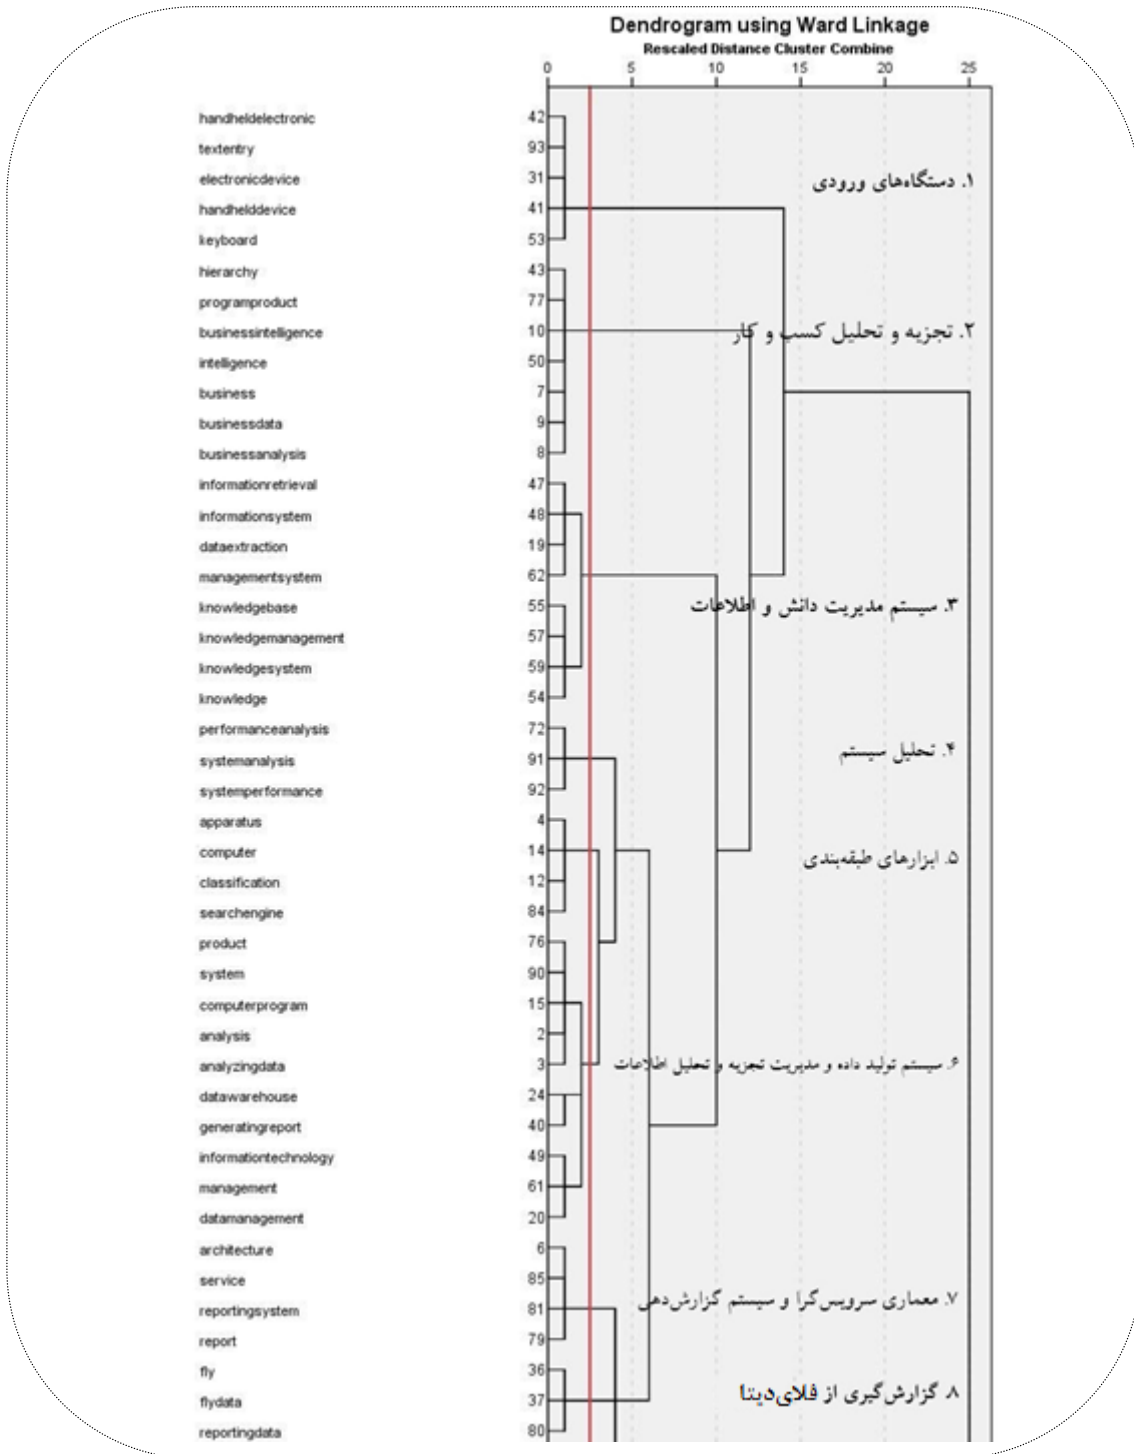 Dendrogram using Ward Linkage
Rescaled Distance Cluster Combine
0 5 10 15 20 25
handheldelectronic 42
textentry 93
electronicdevice 31
۱. دستگاه‌های ورودی
handhelddevice 41
keyboard 53
hierarchy 43
programproduct 77
businessintelligence 10
۲. تجزیه و تحلیل کسب و کار
intelligence 50
business 7
businessdata 9
businessanalysis 8
informationretrieval 47
informationsystem 48
dataextraction 19
managementsystem 62
knowledgebase 55
۳. سیستم مدیریت دانش و اطلاعات
knowledgemanagement 57
knowledgesystem 59
knowledge 54
performanceanalysis 72
۴. تحلیل سیستم
systemanalysis 91
systemperformance 92
apparatus 4
computer 14
۵. ابزارهای طبقه‌بندی
classification 12
searchengine 84
product 76
system 90
computerprogram 15
analysis 2
analyzingdata 3
۶. سیستم تولید داده و مدیریت تجزیه و تحلیل اطلاعات
datawarehouse 24
generatingreport 40
informationtechnology 49
management 61
datamanagement 20
architecture 6
service 85
۷. معماری سرویس‌گرا و سیستم گزارش‌دهی
reportingsystem 81
report 79
fly 36
۸. گزارش‌گیری از فلای‌دیتا
flydata 37
reportingdata 80